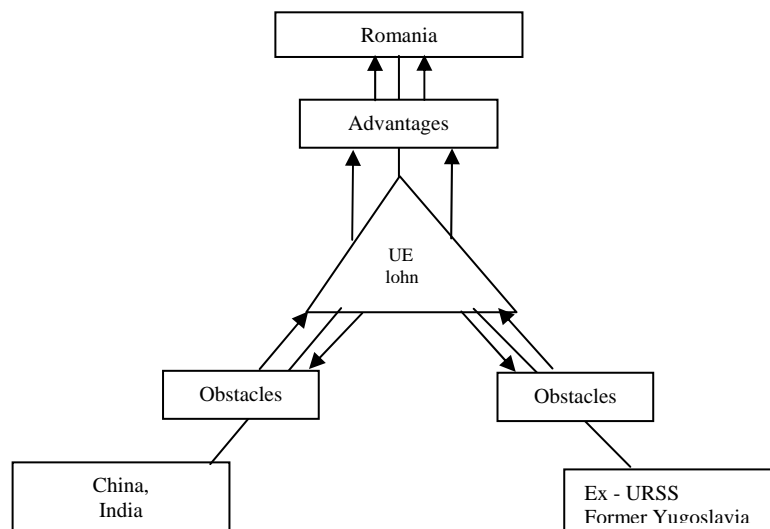 Romania
Advantages
UE
lohn
Obstacles
Obstacles
China,
India
Ex - URSS
Former Yugoslavia